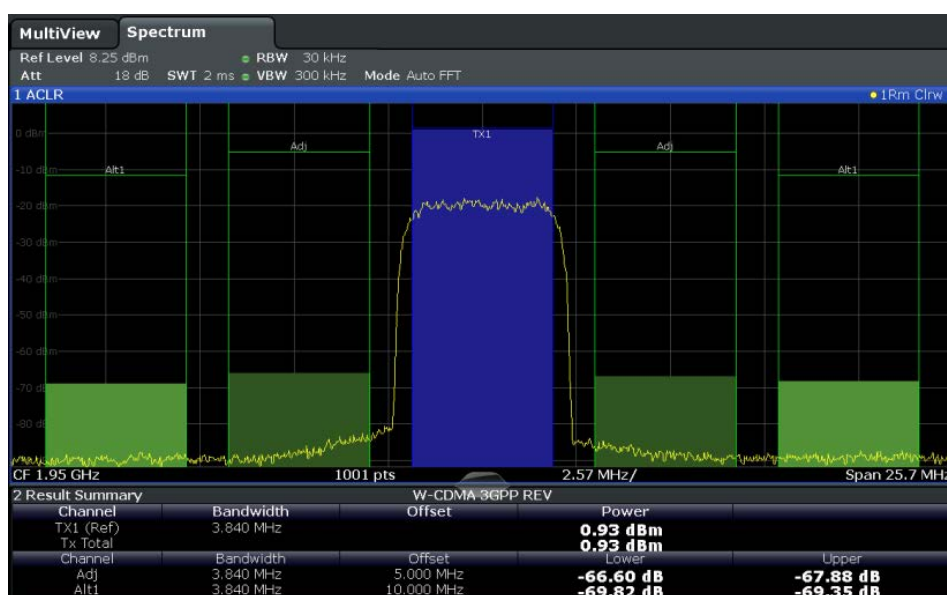 MultiView Spectrum
Ref Level 8.25 dBm RBW 30 kHz
Att 18 dB SWT 2 ms VBW 300 kHz Mode Auto FFT
1 ACLR 1Rm Clrw
0 dBm TX1
Adj Adj
-10 dBm Alt1 Alt1
-20 dBm
-30 dBm
-40 dBm
-50 dBm
-60 dBm
-70 dB
-80 dB
CF 1.95 GHz 1001 pts 2.57 MHz/ Span 25.7 MHz
2 Result Summary W-CDMA 3GPP REV
Channel Bandwidth Offset Power
TX1 (Ref) 3.840 MHz 0.93 dBm
Tx Total 0.93 dBm
Channel Bandwidth Offset Lower Upper
Adj 3.840 MHz 5.000 MHz -66.60 dB -67.88 dB
Alt1 3.840 MHz 10.000 MHz -69.82 dB -69.35 dB